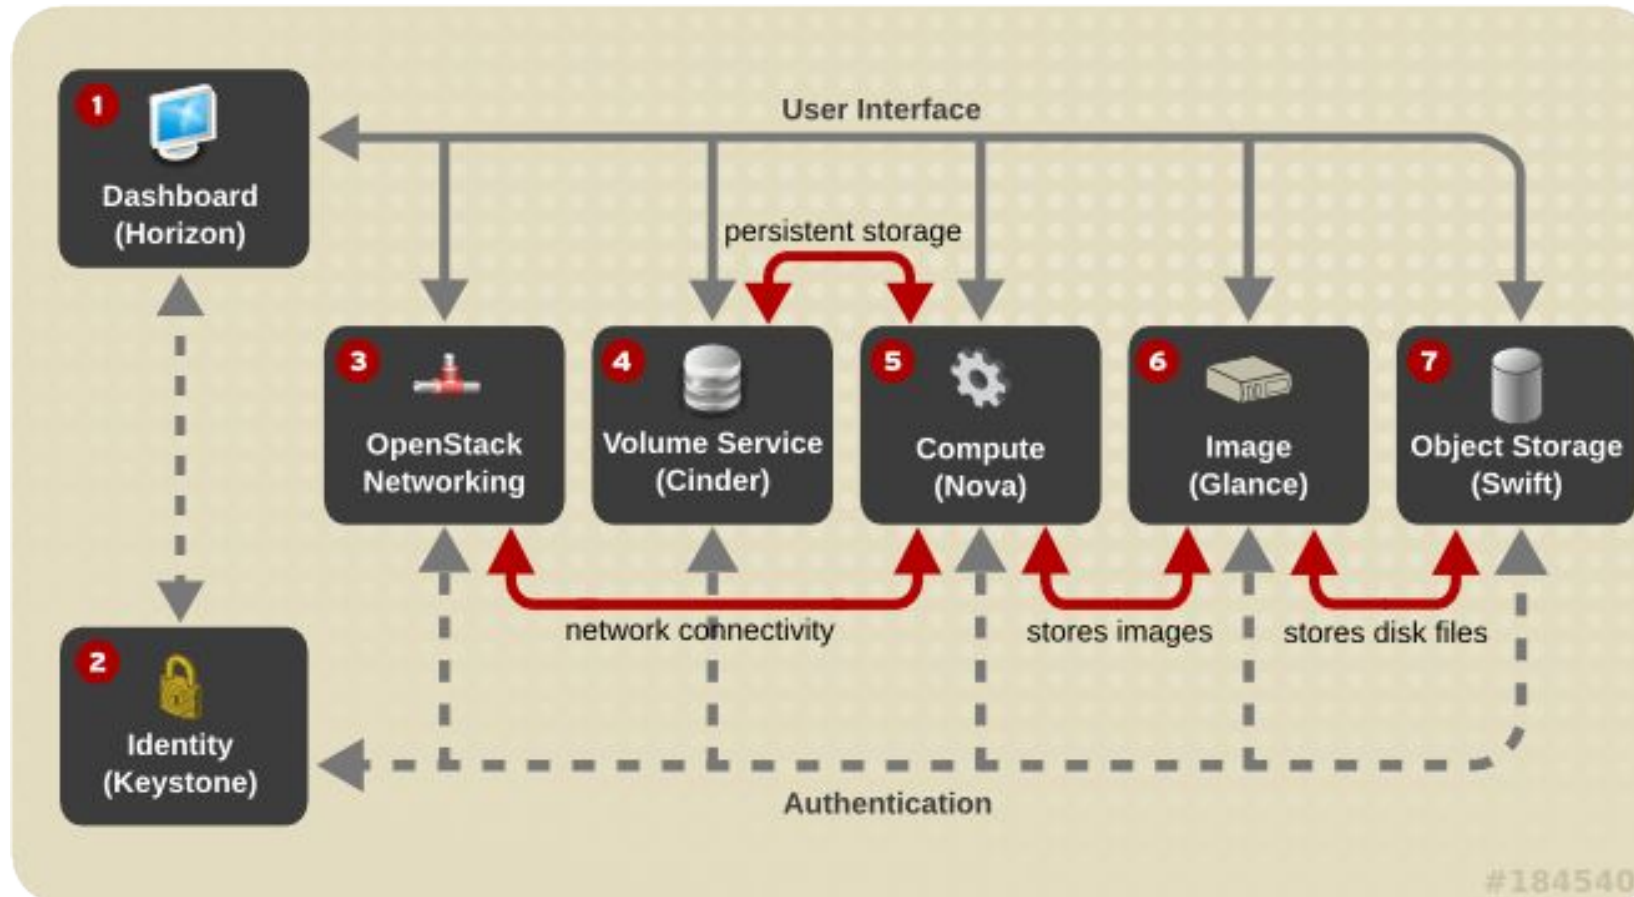 1
Dashboard
(Horizon)
User Interface
persistent storage
3
OpenStack
Networking
4
Volume Service
(Cinder)
5
Compute
(Nova)
6
Image
(Glance)
7
Object Storage
(Swift)
network connectivity
stores images
stores disk files
2
Identity
(Keystone)
Authentication
#184540